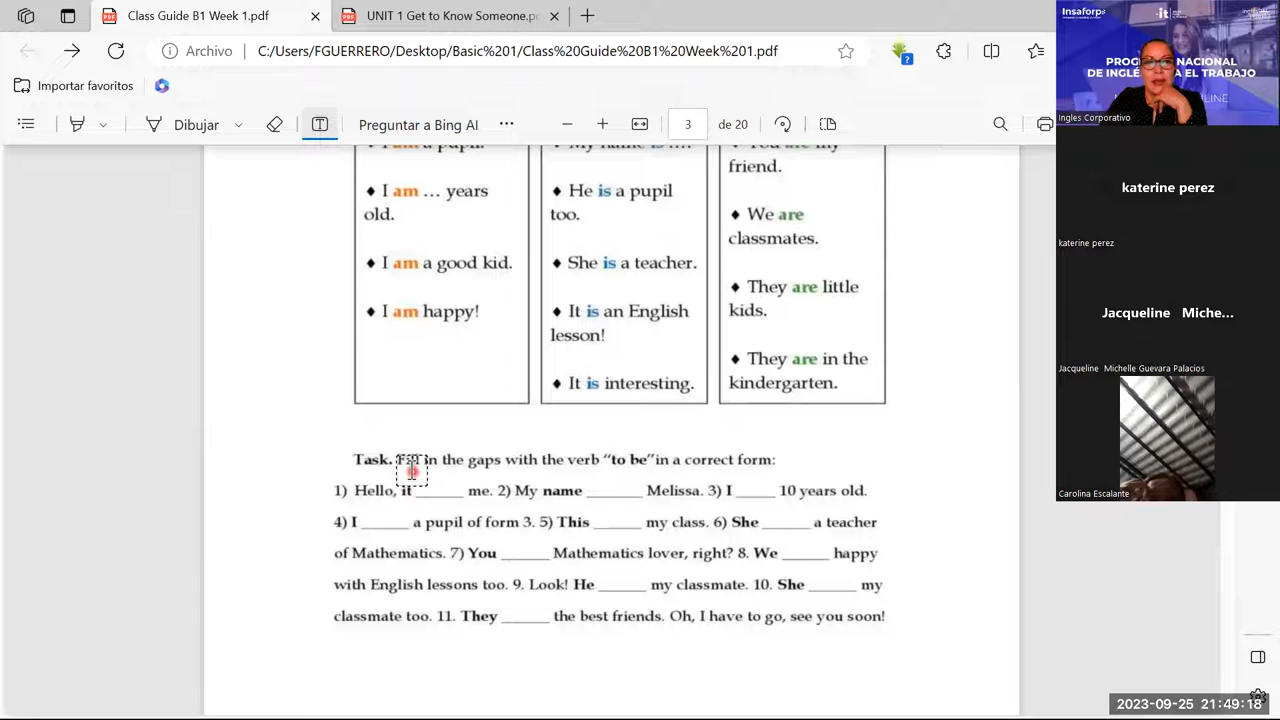 Class Guide B1 Week 1.pdf
UNIT 1 Get to Know Someone.p
Archivo
C:/Users/FGUERRERO/Desktop/Basic%201/Class%20Guide%20B1%20Week%201.pdf
Importar favoritos
Dibujar
Preguntar a Bing AI
3
de 20
♦ I am … years
old.
♦ I am a good kid.
♦ I am happy!
♦ He is a pupil
too.
♦ She is a teacher.
♦ It is an English
lesson!
♦ It is interesting.
friend.
♦ We are
classmates.
♦ They are little
kids.
♦ They are in the
kindergarten.
Task. Fill in the gaps with the verb “to be”in a correct form:
1) Hello, it ______ me. 2) My name _______ Melissa. 3) I _____ 10 years old.
4) I ______ a pupil of form 3. 5) This ______ my class. 6) She ______ a teacher
of Mathematics. 7) You ______ Mathematics lover, right? 8. We ______ happy
with English lessons too. 9. Look! He ______ my classmate. 10. She ______ my
classmate too. 11. They ______ the best friends. Oh, I have to go, see you soon!
Insaforp
Ingles Corporativo
katerine perez
katerine perez
Jacqueline Miche...
Jacqueline Michelle Guevara Palacios
Carolina Escalante
2023-09-25 21:49:18